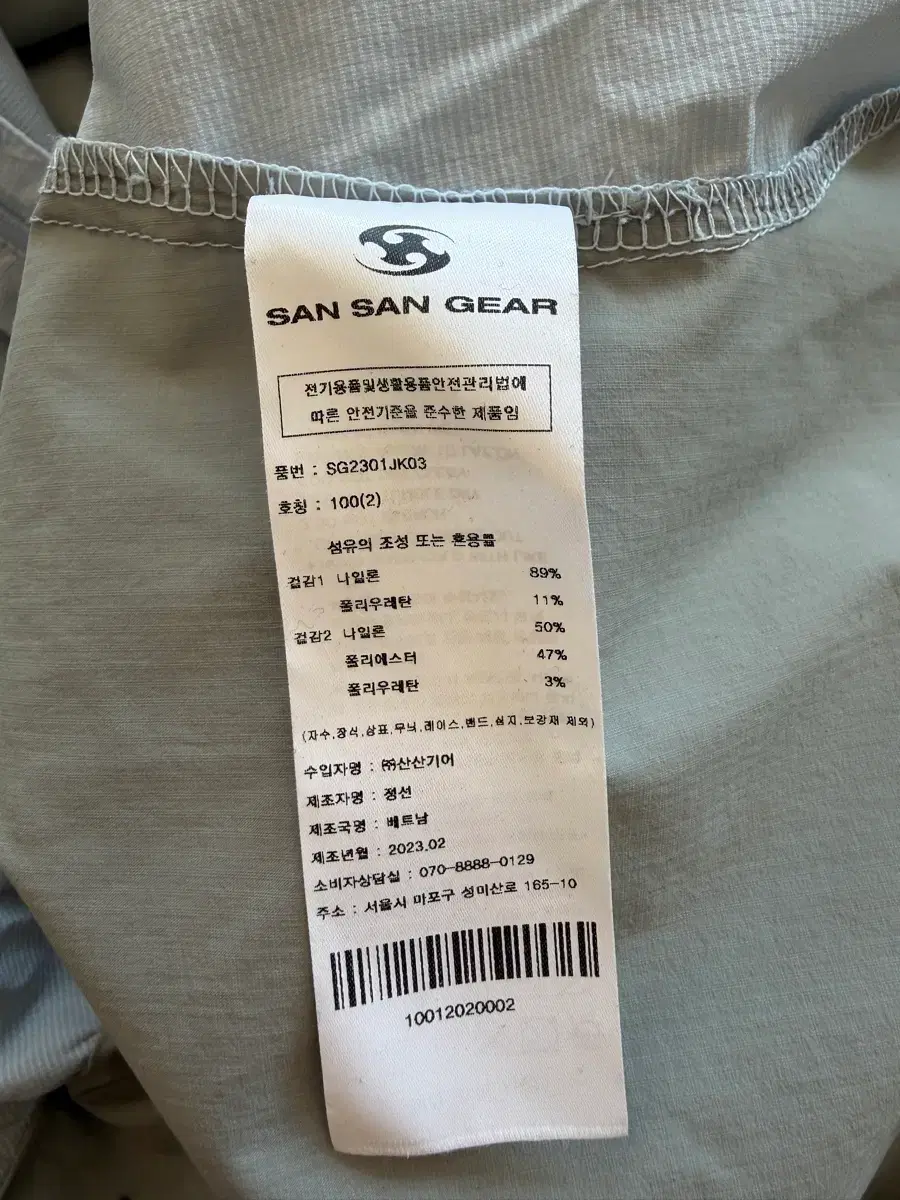 SAN SAN GEAR
전기용품및생활용품안전관리법에
따른 안전기준을 준수한 제품임
품번 : SG2301JK03
호칭 : 100(2)
섬유의 조성 또는 혼용률
겉감1 나일론 89%
폴리우레탄 11%
겉감2 나일론 50%
폴리에스터 47%
폴리우레탄 3%
(자수,장식,상표,무늬,레이스,밴드,심지,보강재 제외)
수입자명 : ㈜산산기어
제조자명 : 정선
제조국명 : 베트남
제조년월 : 2023.02
소비자상담실 : 070-8888-0129
주소 : 서울시 마포구 성미산로 165-10
10012020002